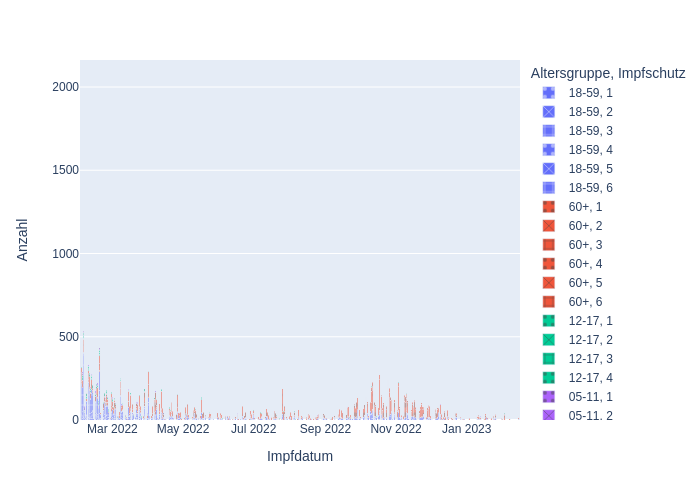 Altersgruppe, Impfschutz
18-59, 1
18-59, 2
18-59, 3
18-59, 4
18-59, 5
18-59, 6
60+, 1
60+, 2
60+, 3
60+, 4
60+, 5
60+, 6
12-17, 1
12-17, 2
12-17, 3
12-17, 4
05-11, 1
05-11, 2
Anzahl
2000
1500
1000
500
0
Mar 2022
May 2022
Jul 2022
Sep 2022
Nov 2022
Jan 2023
Impfdatum